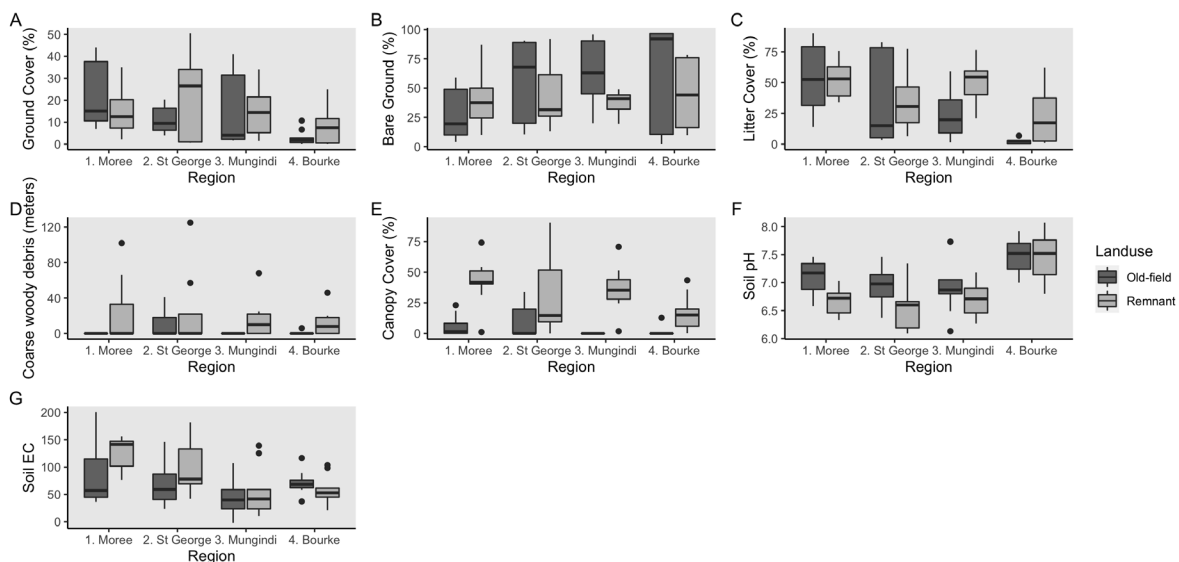 A
Ground Cover (%)
50
40
30
20
10
0
1. Moree 2. St George 3. Mungindi 4. Bourke
Region
B
Bare Ground (%)
100
75
50
25
0
1. Moree 2. St George 3. Mungindi 4. Bourke
Region
C
Litter Cover (%)
75
50
25
0
1. Moree 2. St George 3. Mungindi 4. Bourke
Region
D
Coarse woody debris (meters)
120
80
40
0
1. Moree 2. St George 3. Mungindi 4. Bourke
Region
E
Canopy Cover (%)
75
50
25
0
1. Moree 2. St George 3. Mungindi 4. Bourke
Region
F
Soil pH
8.0
7.5
7.0
6.5
6.0
1. Moree 2. St George 3. Mungindi 4. Bourke
Region
Landuse
Old-field
Remnant
G
Soil EC
200
150
100
50
0
1. Moree 2. St George 3. Mungindi 4. Bourke
Region